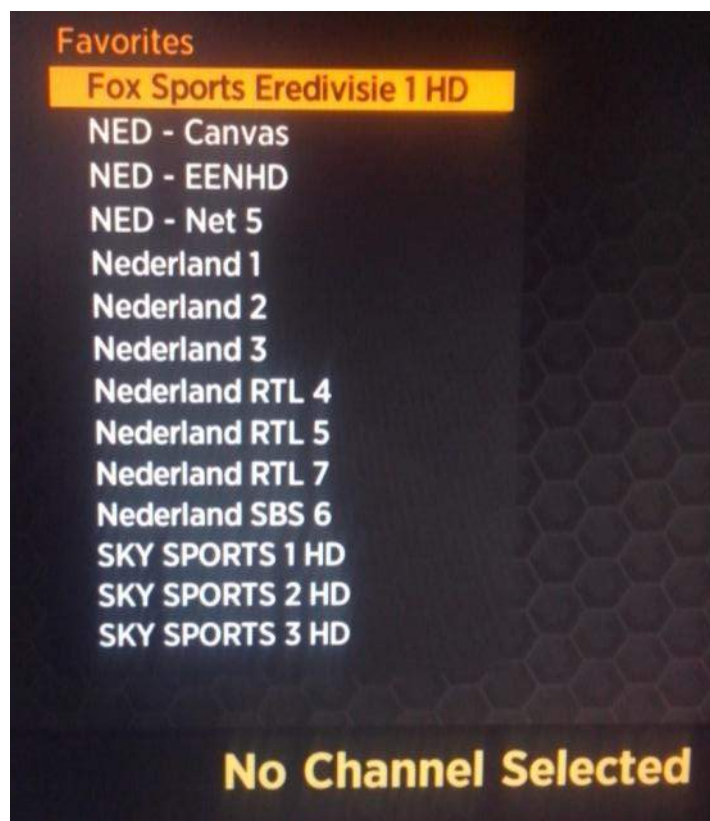 Favorites
Fox Sports Eredivisie 1 HD
NED - Canvas
NED - EENHD
NED - Net 5
Nederland 1
Nederland 2
Nederland 3
Nederland RTL 4
Nederland RTL 5
Nederland RTL 7
Nederland SBS 6
SKY SPORTS 1 HD
SKY SPORTS 2 HD
SKY SPORTS 3 HD
No Channel Selected